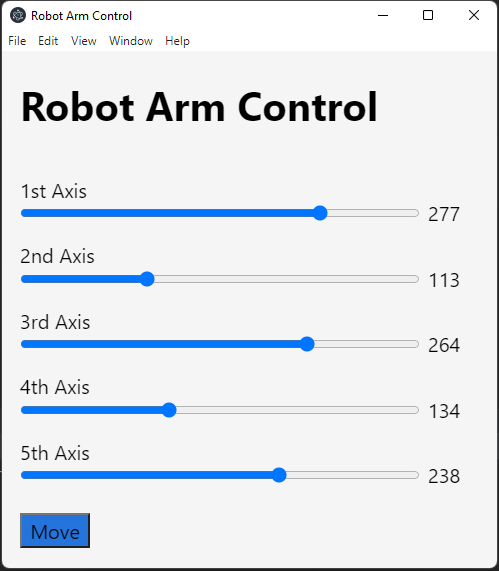 Robot Arm Control
File Edit View Window Help
Robot Arm Control
1st Axis
277
2nd Axis
113
3rd Axis
264
4th Axis
134
5th Axis
238
Move